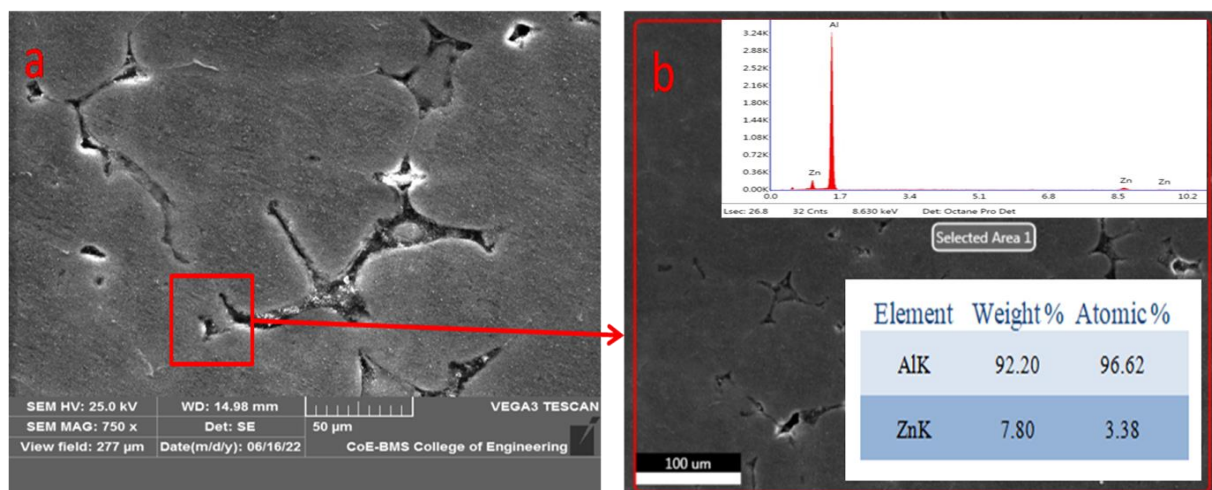 a
SEM HV: 25.0 kV WD: 14.98 mm VEGA3 TESCAN
SEM MAG: 750 x Det: SE 50 µm
View field: 277 µm Date(m/d/y): 06/16/22 CoE-BMS College of Engineering
b
Al
3.24K
2.88K
2.52K
2.16K
1.80K
1.44K
1.08K
0.72K
0.36K
0.00K
Zn Zn Zn
0.0 1.7 3.4 5.1 6.8 8.5 10.2
Lsec: 26.8 32 Cnts 8.630 keV Det: Octane Pro Det
Selected Area 1
Element Weight % Atomic %
AlK 92.20 96.62
ZnK 7.80 3.38
100 um